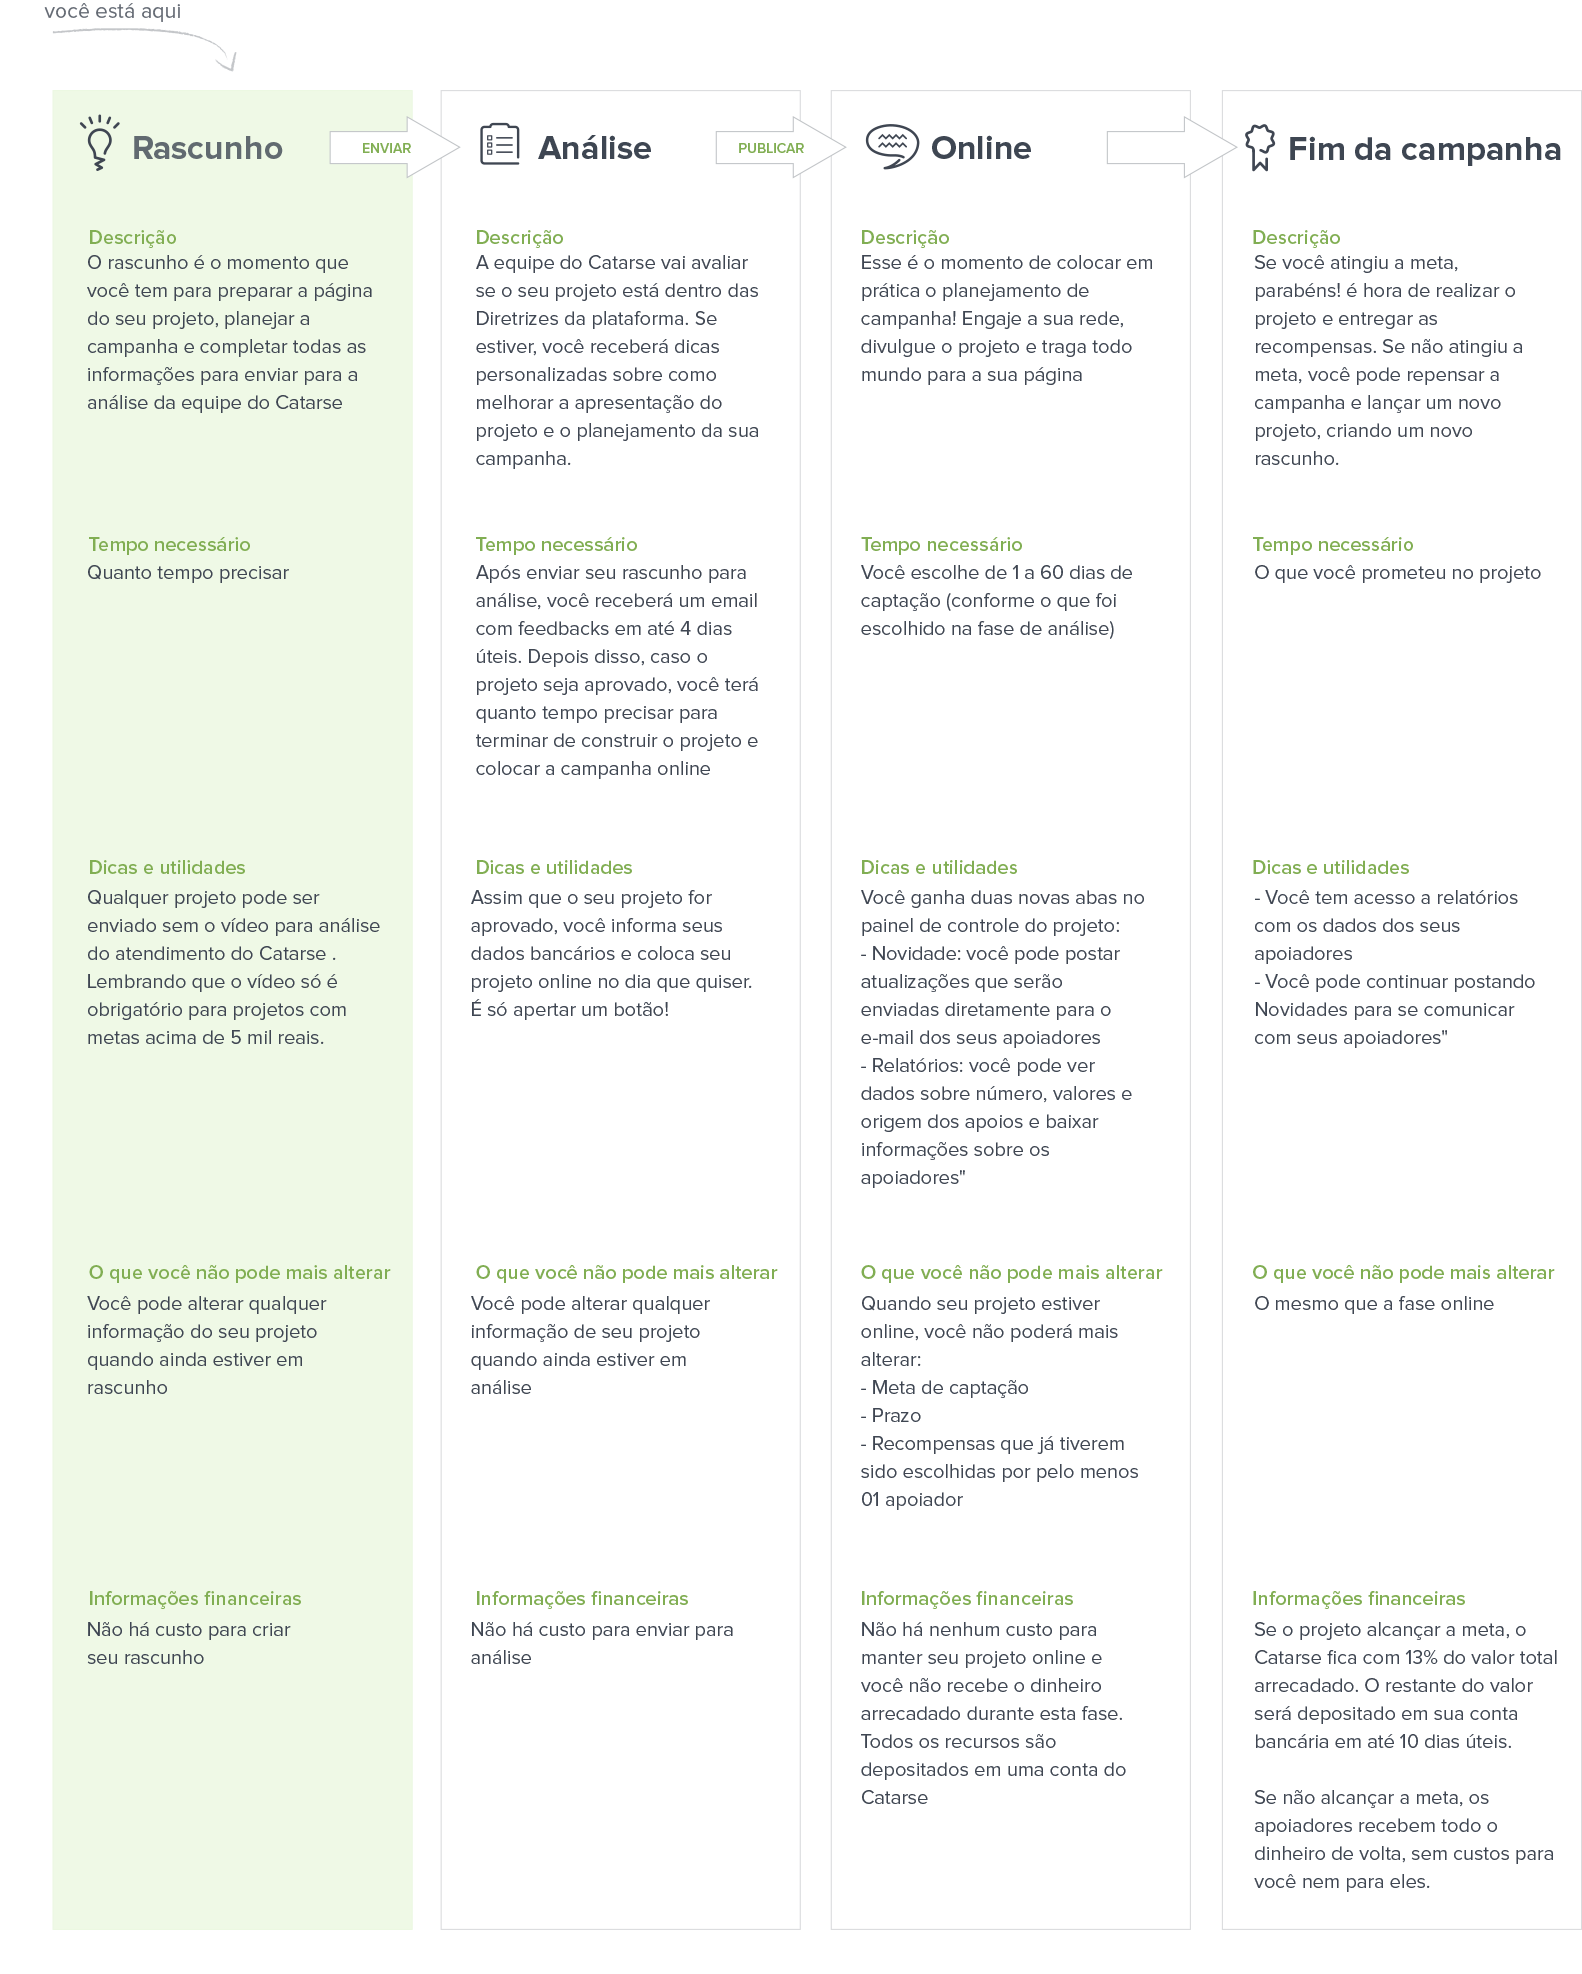 você está aqui
Rascunho
ENVIAR
Descrição
O rascunho é o momento que
você tem para preparar a página
do seu projeto, planejar a
campanha e completar todas as
informações para enviar para a
análise da equipe do Catarse
Tempo necessário
Quanto tempo precisar
Dicas e utilidades
Qualquer projeto pode ser
enviado sem o vídeo para análise
do atendimento do Catarse .
Lembrando que o vídeo só é
obrigatório para projetos com
metas acima de 5 mil reais.
O que você não pode mais alterar
Você pode alterar qualquer
informação do seu projeto
quando ainda estiver em
rascunho
Informações financeiras
Não há custo para criar
seu rascunho
Análise
PUBLICAR
Descrição
A equipe do Catarse vai avaliar
se o seu projeto está dentro das
Diretrizes da plataforma. Se
estiver, você receberá dicas
personalizadas sobre como
melhorar a apresentação do
projeto e o planejamento da sua
campanha.
Tempo necessário
Após enviar seu rascunho para
análise, você receberá um email
com feedbacks em até 4 dias
úteis. Depois disso, caso o
projeto seja aprovado, você terá
quanto tempo precisar para
terminar de construir o projeto e
colocar a campanha online
Dicas e utilidades
Assim que o seu projeto for
aprovado, você informa seus
dados bancários e coloca seu
projeto online no dia que quiser.
É só apertar um botão!
O que você não pode mais alterar
Você pode alterar qualquer
informação de seu projeto
quando ainda estiver em
análise
Informações financeiras
Não há custo para enviar para
análise
Online
Descrição
Esse é o momento de colocar em
prática o planejamento de
campanha! Engaje a sua rede,
divulgue o projeto e traga todo
mundo para a sua página
Tempo necessário
Você escolhe de 1 a 60 dias de
captação (conforme o que foi
escolhido na fase de análise)
Dicas e utilidades
Você ganha duas novas abas no
painel de controle do projeto:
- Novidade: você pode postar
atualizações que serão
enviadas diretamente para o
e-mail dos seus apoiadores
- Relatórios: você pode ver
dados sobre número, valores e
origem dos apoios e baixar
informações sobre os
apoiadores"
O que você não pode mais alterar
Quando seu projeto estiver
online, você não poderá mais
alterar:
- Meta de captação
- Prazo
- Recompensas que já tiverem
sido escolhidas por pelo menos
01 apoiador
Informações financeiras
Não há nenhum custo para
manter seu projeto online e
você não recebe o dinheiro
arrecadado durante esta fase.
Todos os recursos são
depositados em uma conta do
Catarse
Fim da campanha
Descrição
Se você atingiu a meta,
parabéns! é hora de realizar o
projeto e entregar as
recompensas. Se não atingiu a
meta, você pode repensar a
campanha e lançar um novo
projeto, criando um novo
rascunho.
Tempo necessário
O que você prometeu no projeto
Dicas e utilidades
- Você tem acesso a relatórios
com os dados dos seus
apoiadores
- Você pode continuar postando
Novidades para se comunicar
com seus apoiadores"
O que você não pode mais alterar
O mesmo que a fase online
Informações financeiras
Se o projeto alcançar a meta, o
Catarse fica com 13% do valor total
arrecadado. O restante do valor
será depositado em sua conta
bancária em até 10 dias úteis.
Se não alcançar a meta, os
apoiadores recebem todo o
dinheiro de volta, sem custos para
você nem para eles.